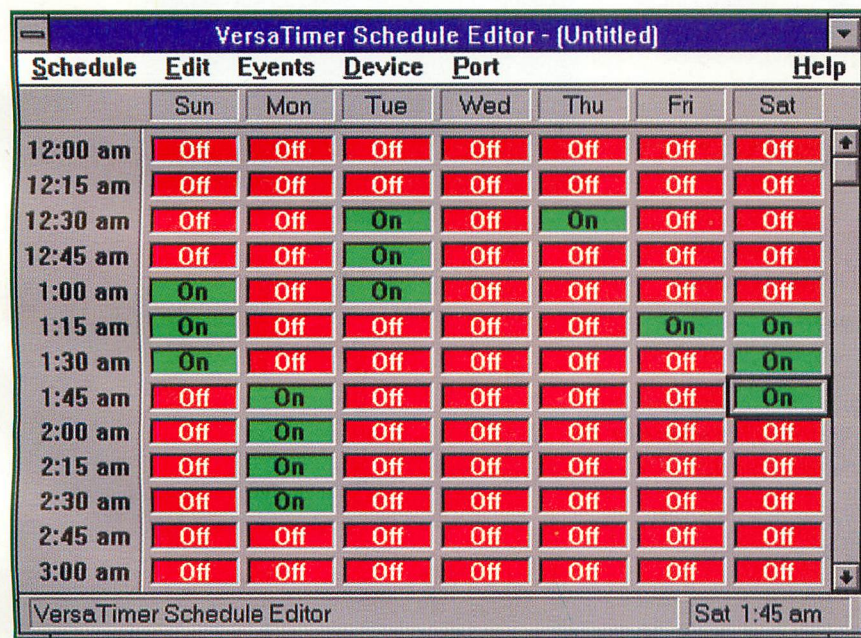 VersaTimer Schedule Editor - (Untitled)
Schedule Edit Events Device Port Help
Sun Mon Tue Wed Thu Fri Sat
12:00 am Off Off Off Off Off Off Off
12:15 am Off Off Off Off Off Off Off
12:30 am Off Off On Off On Off Off
12:45 am Off Off On Off Off Off Off
1:00 am On Off On Off Off Off Off
1:15 am On Off Off Off Off On On
1:30 am On Off Off Off Off Off On
1:45 am Off On Off Off Off Off On
2:00 am Off On Off Off Off Off Off
2:15 am Off On Off Off Off Off Off
2:30 am Off On Off Off Off Off Off
2:45 am Off Off Off Off Off Off Off
3:00 am Off Off Off Off Off Off Off
VersaTimer Schedule Editor Sat 1:45 am